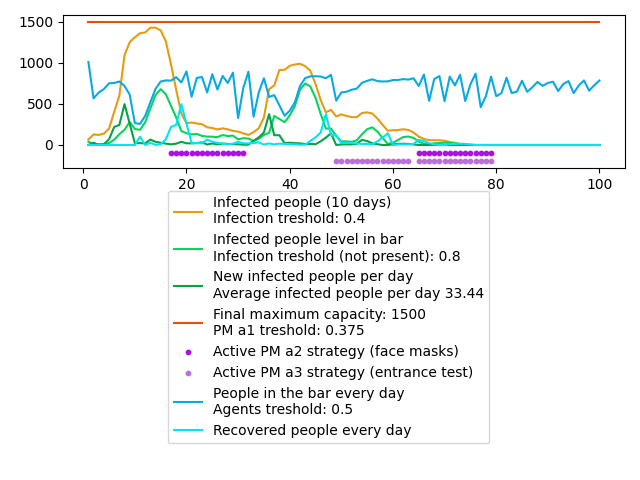 1500
1000
500
0
0 20 40 60 80 100
Infected people (10 days)
Infection treshold: 0.4
Infected people level in bar
Infection treshold (not present): 0.8
New infected people per day
Average infected people per day 33.44
Final maximum capacity: 1500
PM a1 treshold: 0.375
Active PM a2 strategy (face masks)
Active PM a3 strategy (entrance test)
People in the bar every day
Agents treshold: 0.5
Recovered people every day